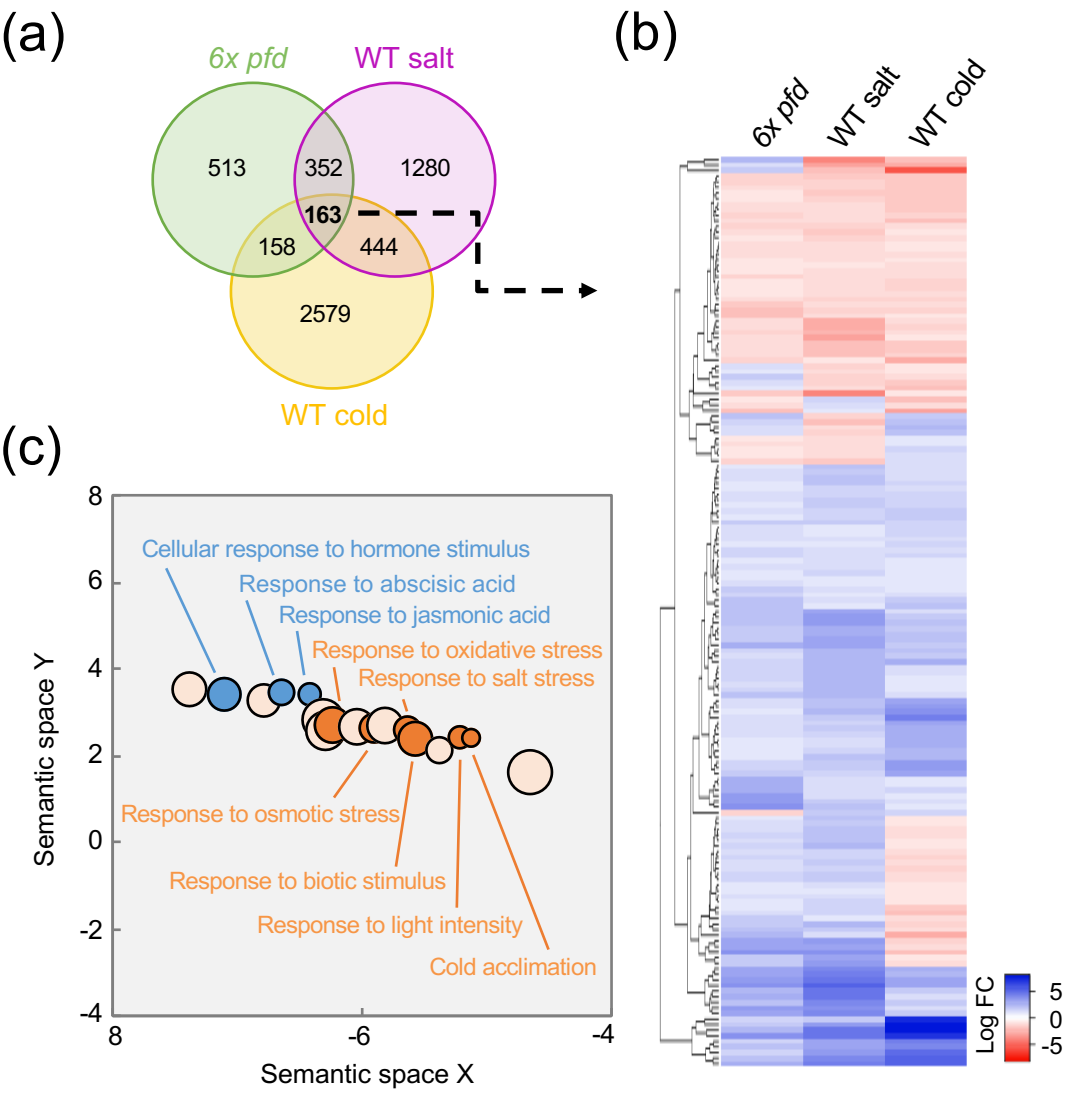 (a)
6x pfd
WT salt
513
352
1280
163
158
444
2579
WT cold
(b)
6x pfd
WT salt
WT cold
Log FC
5
0
-5
(c)
8
6
4
2
0
-2
-4
Semantic space Y
Cellular response to hormone stimulus
Response to abscisic acid
Response to jasmonic acid
Response to oxidative stress
Response to salt stress
Response to osmotic stress
Response to biotic stimulus
Response to light intensity
Cold acclimation
8
-6
-4
Semantic space X